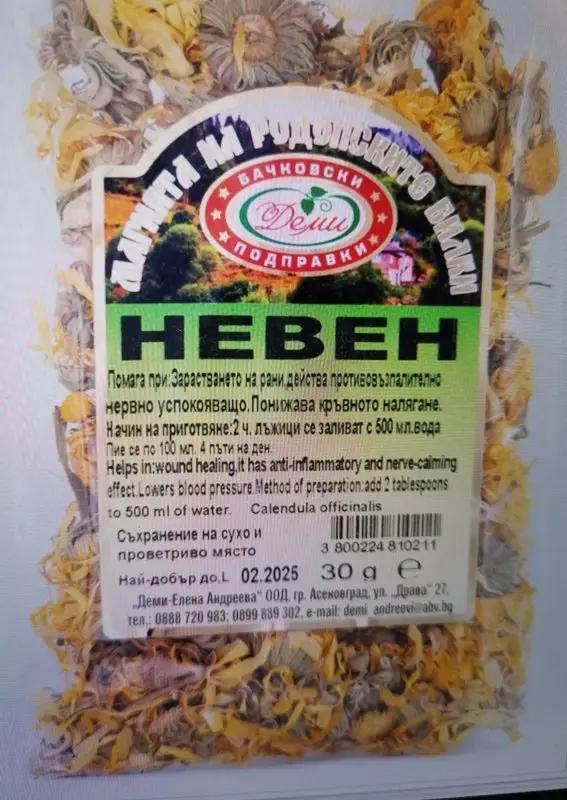 МАГИЯТА НА РОДОПСКИТЕ БИЛКИ
БАЧКОВСКИ
Деми
ПОДПРАВКИ
НЕВЕН
Помага при:Зарастването на рани,действа противовъзпалително
нервно успокояващо.Понижава кръвното налягане.
Начин на приготвяне:2 ч. лъжици се заливат с 500 мл.вода
Пие се по 100 мл. 4 пъти на ден.
Helps in:wound healing,it has anti-inflammatory and nerve-calming
effect.Lowers blood pressure.Method of preparation:add 2 tablespoons
to 500 ml of water. Calendula officinalis
Съхранение на сухо и
проветриво място
3 800224 810211
Най-добър до,L 02.2025 30 g e
„Деми-Елена Андреева" ООД, гр. Асеновград, ул. „Драва" 27,
тел.: 0888 720 983; 0899 889 302, e-mail: demi_andreevi@abv.bg